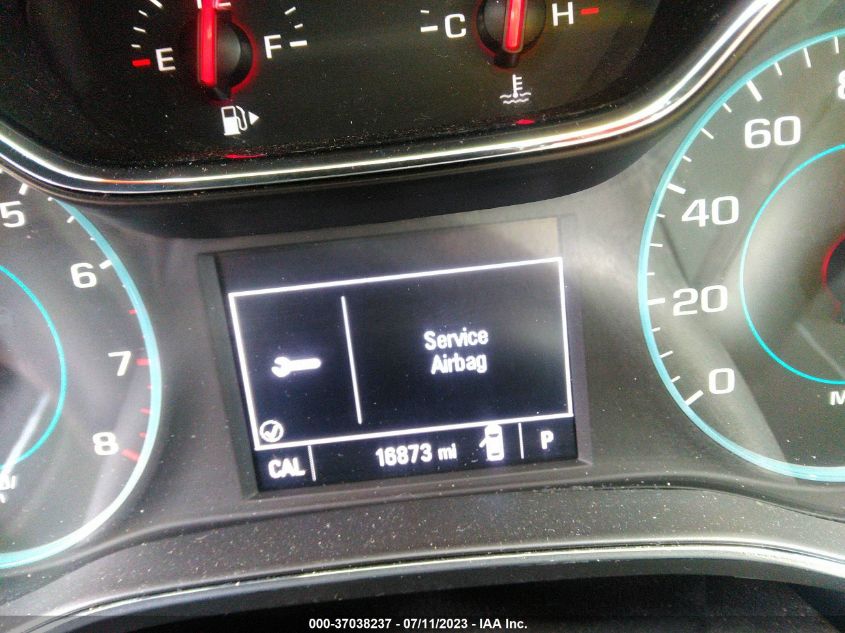 E F
C H
5
6
7
8
60
40
20
0
Service
Airbag
CAL 16873 mi P
000-37038237 - 07/11/2023 - IAA Inc.